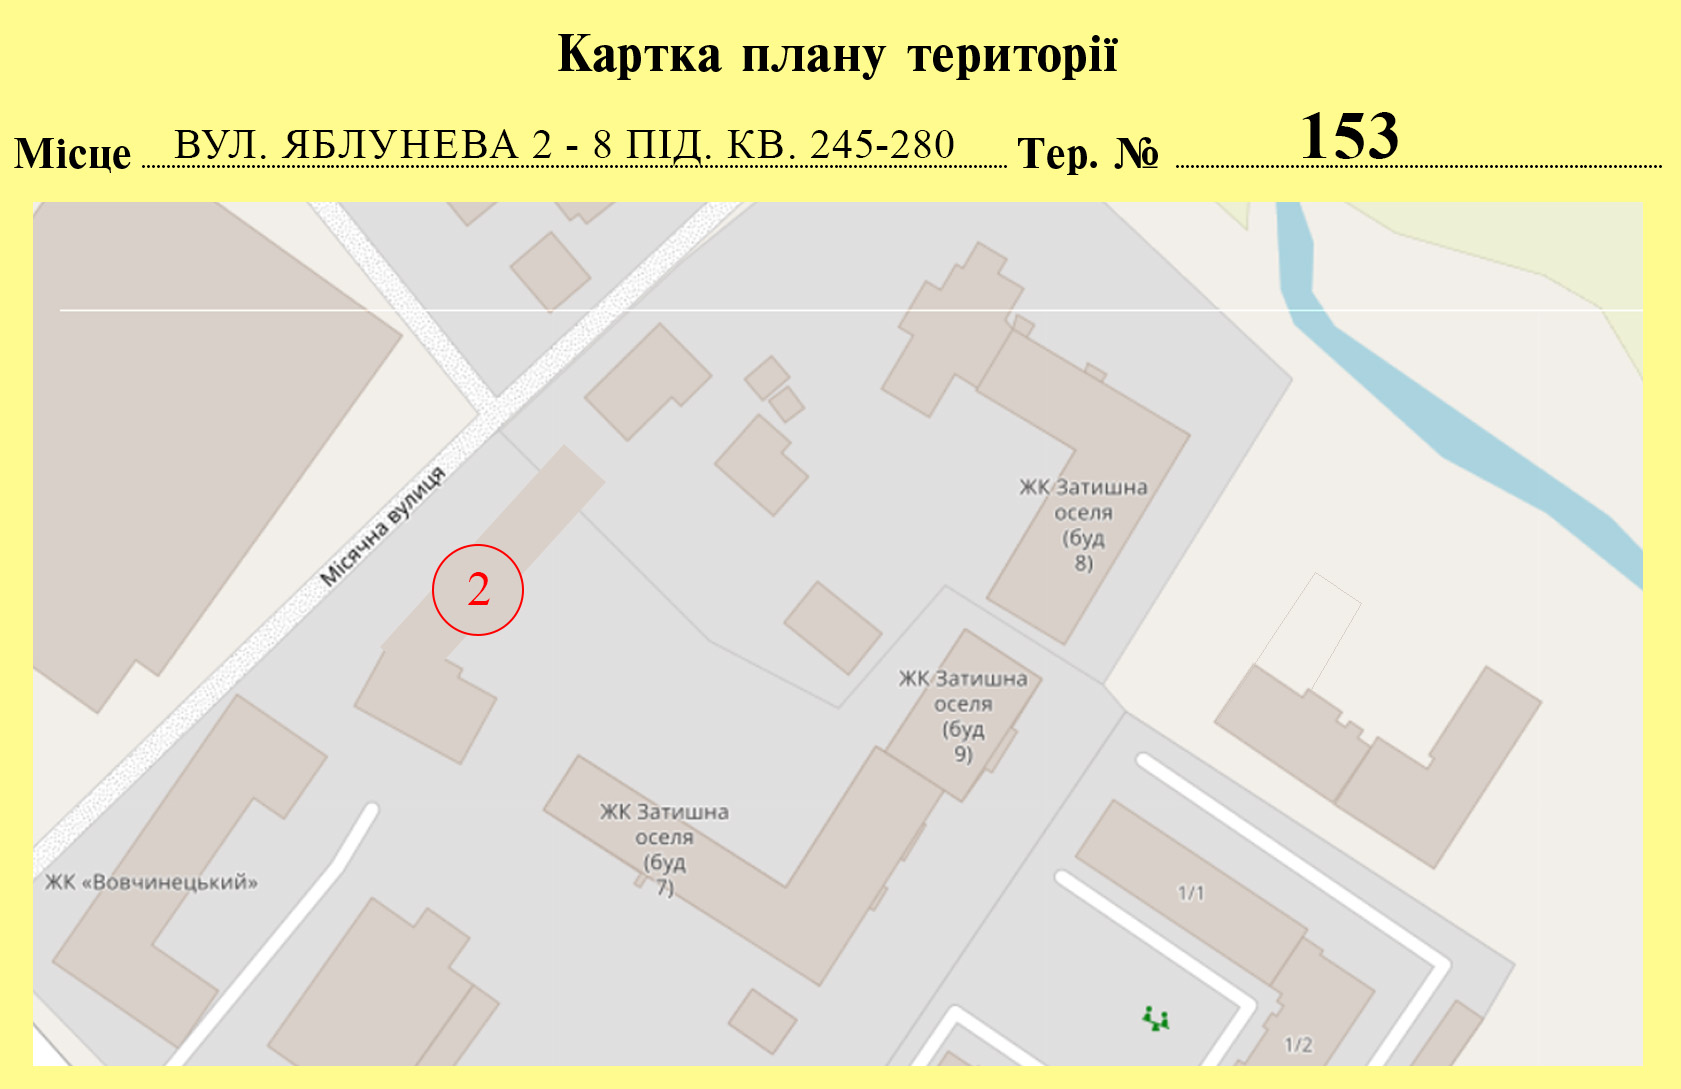 Картка плану території
Місце ВУЛ. ЯБЛУНЕВА 2 - 8 ПІД. КВ. 245-280 Тер. № 153
Місячна вулиця
ЖК Затишна
оселя
(буд
8)
2
ЖК Затишна
оселя
(буд
9)
ЖК Затишна
оселя
(буд
7)
ЖК «Вовчинецький»
1/1
1/2